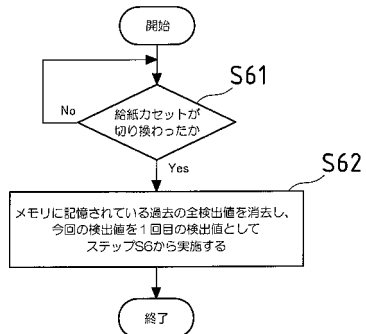 開始
S61
給紙カセットが
切り換わったか
No
Yes
S62
メモリに記憶されている過去の全検出値を消去し、
今回の検出値を1回目の検出値として
ステップS6から実施する
終了